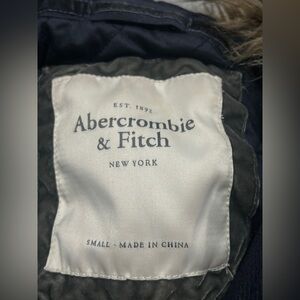 EST. 1892
Abercrombie
& Fitch
NEW YORK
SMALL - MADE IN CHINA